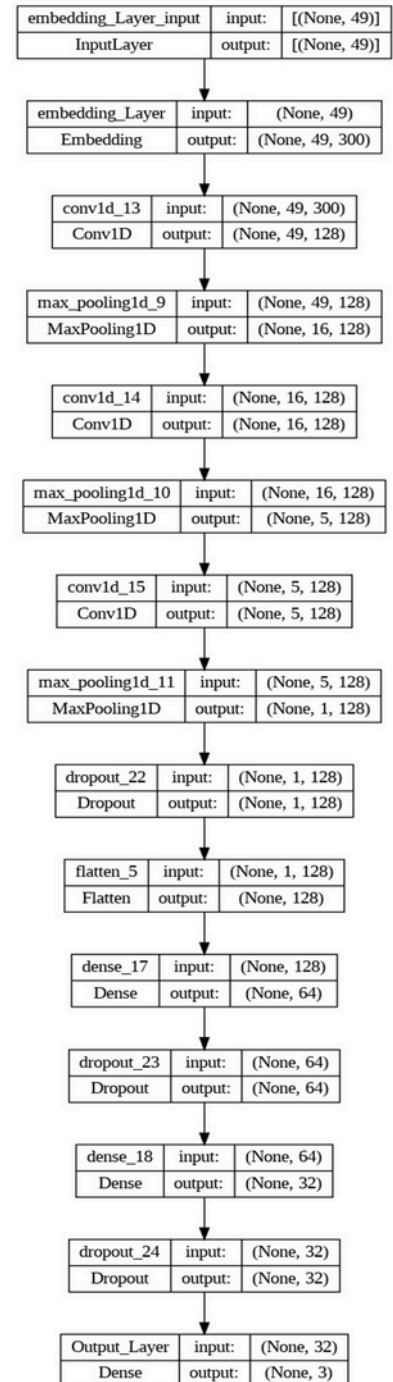 embedding_Layer_input input: [(None, 49)]
InputLayer output: [(None, 49)]
embedding_Layer input: (None, 49)
Embedding output: (None, 49, 300)
conv1d_13 input: (None, 49, 300)
Conv1D output: (None, 49, 128)
max_pooling1d_9 input: (None, 49, 128)
MaxPooling1D output: (None, 16, 128)
conv1d_14 input: (None, 16, 128)
Conv1D output: (None, 16, 128)
max_pooling1d_10 input: (None, 16, 128)
MaxPooling1D output: (None, 5, 128)
conv1d_15 input: (None, 5, 128)
Conv1D output: (None, 5, 128)
max_pooling1d_11 input: (None, 5, 128)
MaxPooling1D output: (None, 1, 128)
dropout_22 input: (None, 1, 128)
Dropout output: (None, 1, 128)
flatten_5 input: (None, 1, 128)
Flatten output: (None, 128)
dense_17 input: (None, 128)
Dense output: (None, 64)
dropout_23 input: (None, 64)
Dropout output: (None, 64)
dense_18 input: (None, 64)
Dense output: (None, 32)
dropout_24 input: (None, 32)
Dropout output: (None, 32)
Output_Layer input: (None, 32)
Dense output: (None, 3)